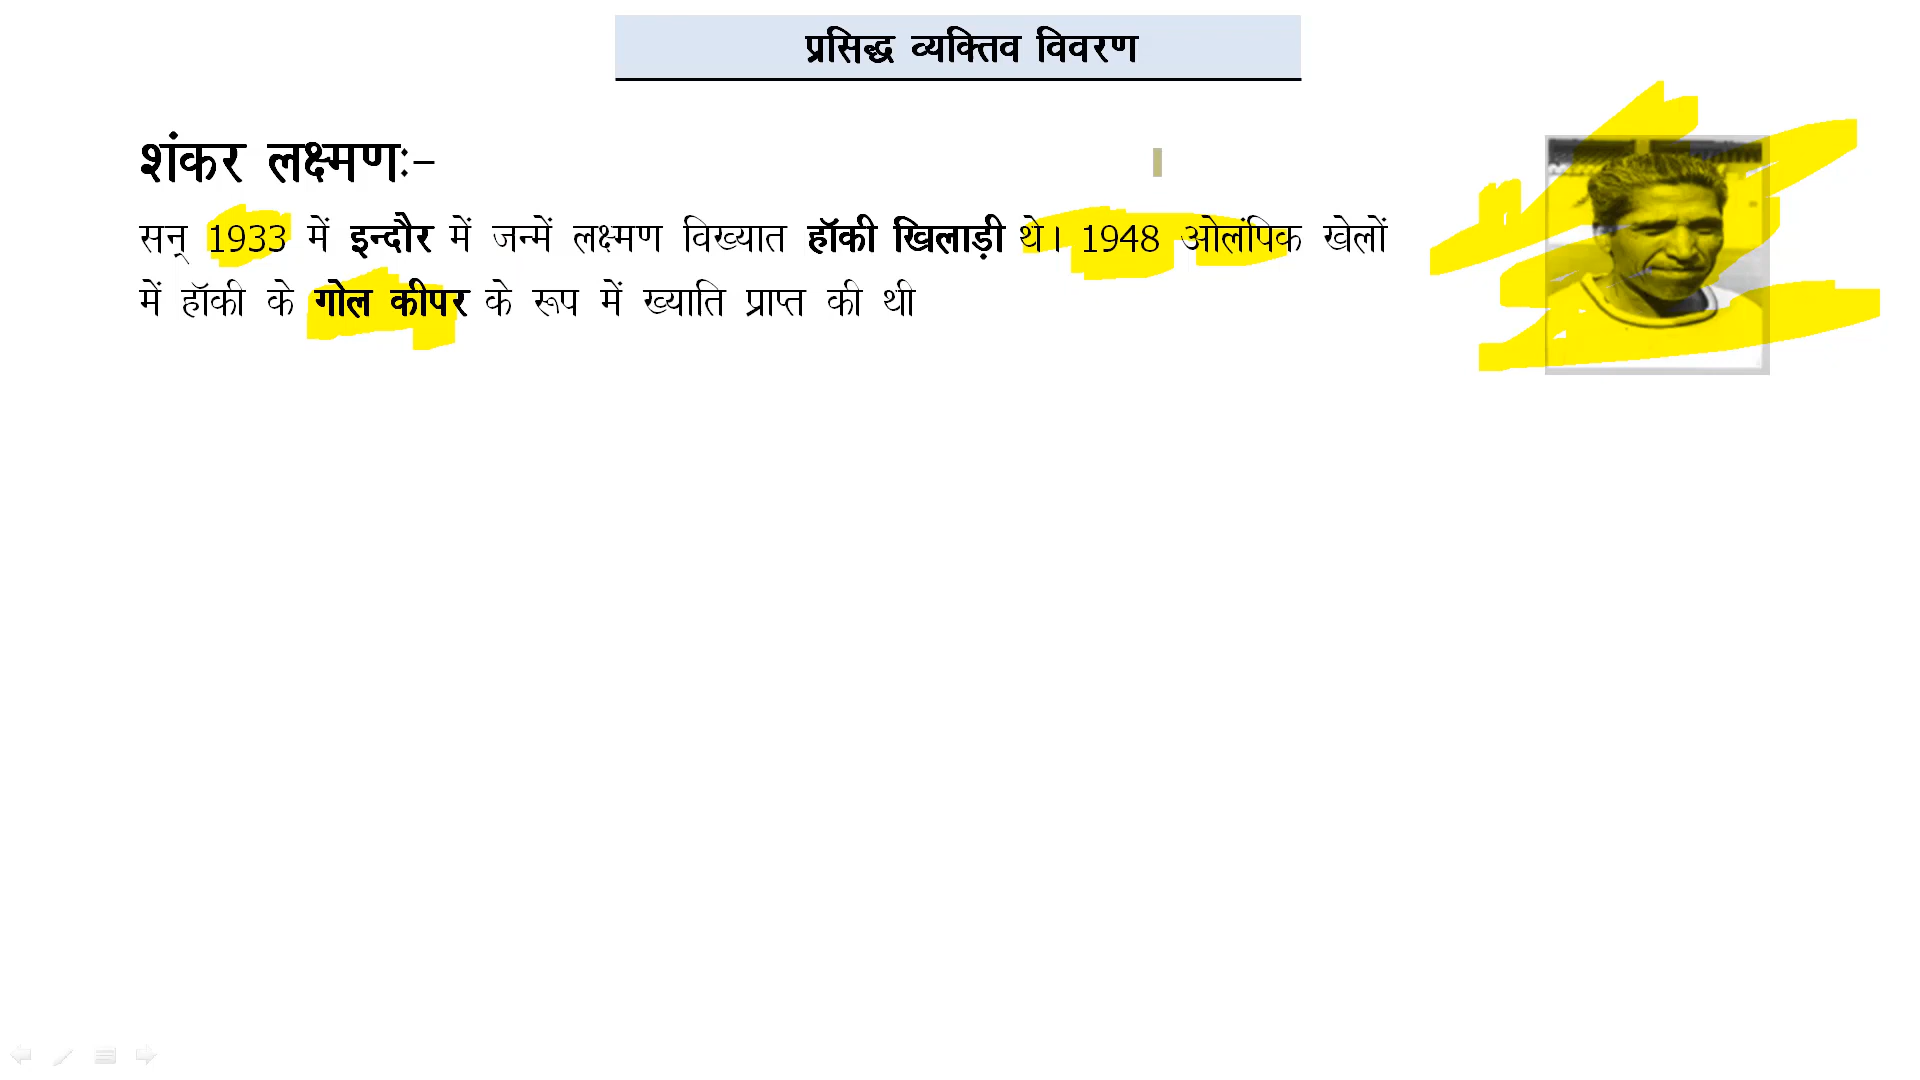 प्रसिद्ध व्यक्तिव विवरण
शंकर लक्ष्मणः-
सन् 1933 में इन्दौर में जन्में लक्ष्मण विख्यात हॉकी खिलाड़ी थे। 1948 ओलंपिक खेलों
में हॉकी के गोल कीपर के रूप में ख्याति प्राप्त की थी